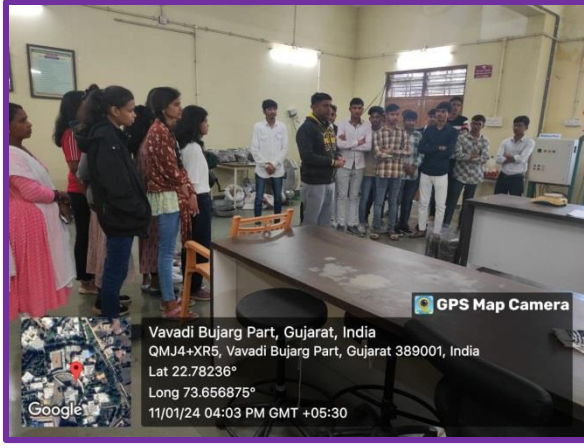 GPS Map Camera
Vavadi Bujarg Part, Gujarat, India
QMJ4+XR5, Vavadi Bujarg Part, Gujarat 389001, India
Lat 22.78236°
Long 73.656875°
11/01/24 04:03 PM GMT +05:30
Google